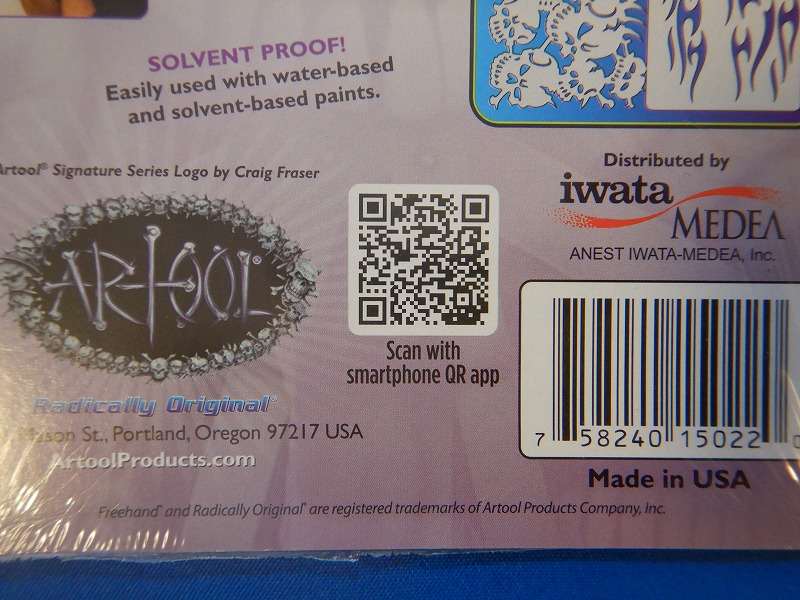 SOLVENT PROOF!
Easily used with water-based
and solvent-based paints.
Artool® Signature Series Logo by Craig Fraser
ARTOOL®
Radically Original®
Mason St., Portland, Oregon 97217 USA
ArtoolProducts.com
Scan with
smartphone QR app
Distributed by
iwata
MEDEA
ANEST IWATA-MEDEA, Inc.
7 58240 15022 0
Made in USA
Freehand® and Radically Original® are registered trademarks of Artool Products Company, Inc.